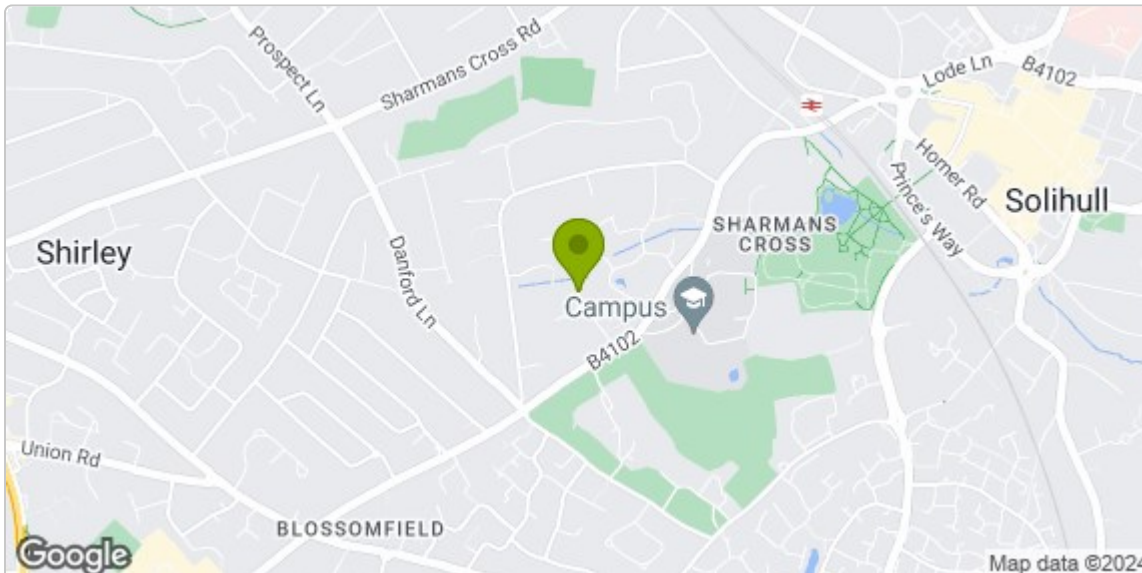 Prospect Ln
Sharmans Cross Rd
Lode Ln
B4102
Homer Rd
Prince's Way
Solihull
SHARMANS
CROSS
Shirley
Danford Ln
Campus
B4102
Union Rd
BLOSSOMFIELD
Google
Map data ©2024